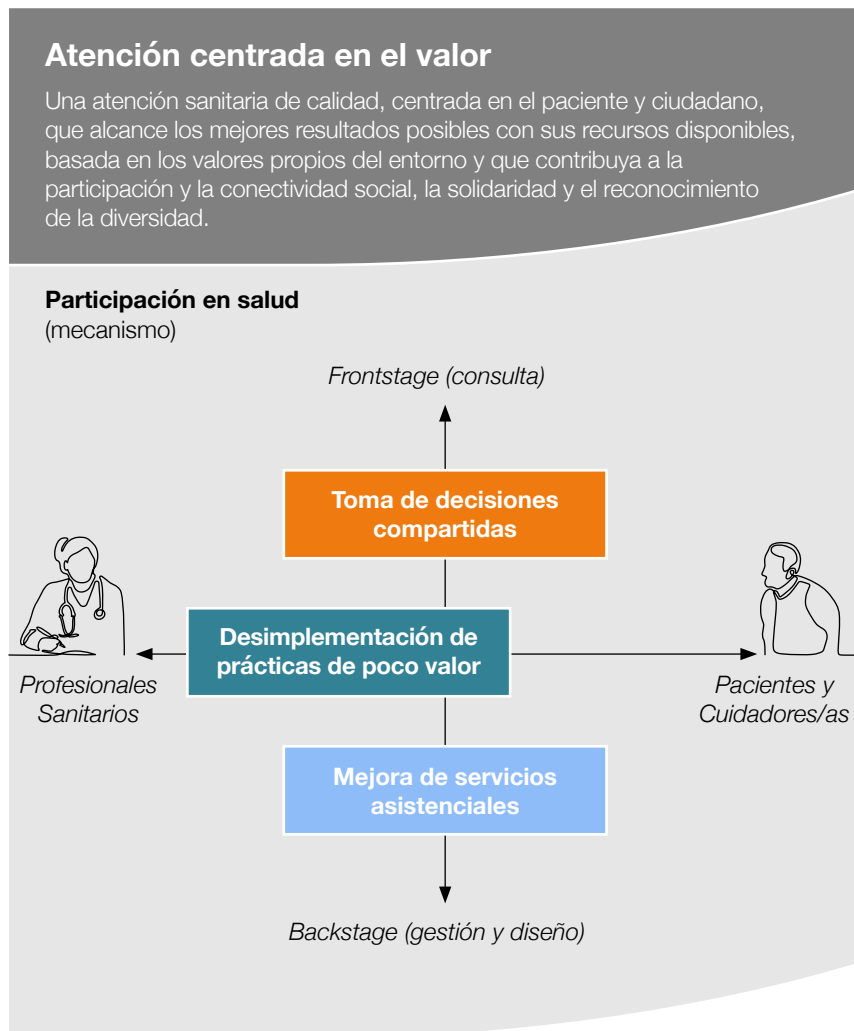 Atención centrada en el valor
Una atención sanitaria de calidad, centrada en el paciente y ciudadano,
que alcance los mejores resultados posibles con sus recursos disponibles,
basada en los valores propios del entorno y que contribuya a la
participación y la conectividad social, la solidaridad y el reconocimiento
de la diversidad.
Participación en salud
(mecanismo)
Frontstage (consulta)
Toma de decisiones
compartidas
Desimplementación de
prácticas de poco valor
Profesionales
Sanitarios
Pacientes y
Cuidadores/as
Mejora de servicios
asistenciales
Backstage (gestión y diseño)